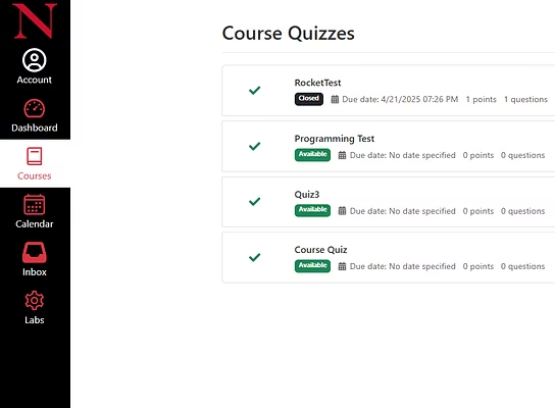 N
Account
Dashboard
Courses
Calendar
Inbox
Labs
Course Quizzes
RocketTest
Closed Due date: 4/21/2025 07:26 PM 1 points 1 questions
Programming Test
Available Due date: No date specified 0 points 0 questions
Quiz3
Available Due date: No date specified 0 points 0 questions
Course Quiz
Available Due date: No date specified 0 points 0 questions